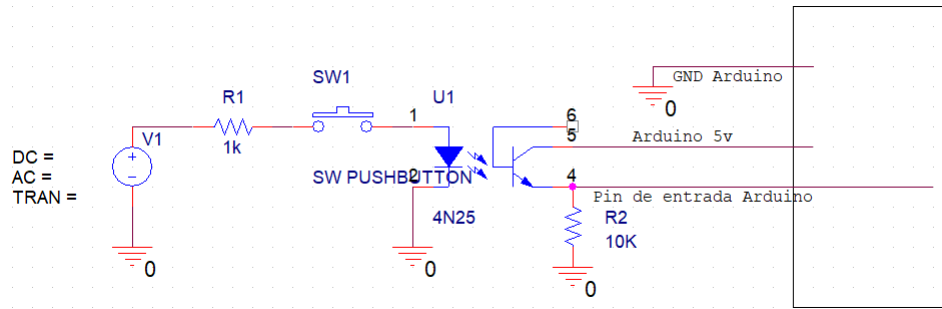 GND Arduino
0
SW1
R1
U1
1
6
5
V1
1k
Arduino 5v
DC =
AC =
TRAN =
SW PUSHBUTTON
2
4
Pin de entrada Arduino
4N25
R2
10K
0
0
0